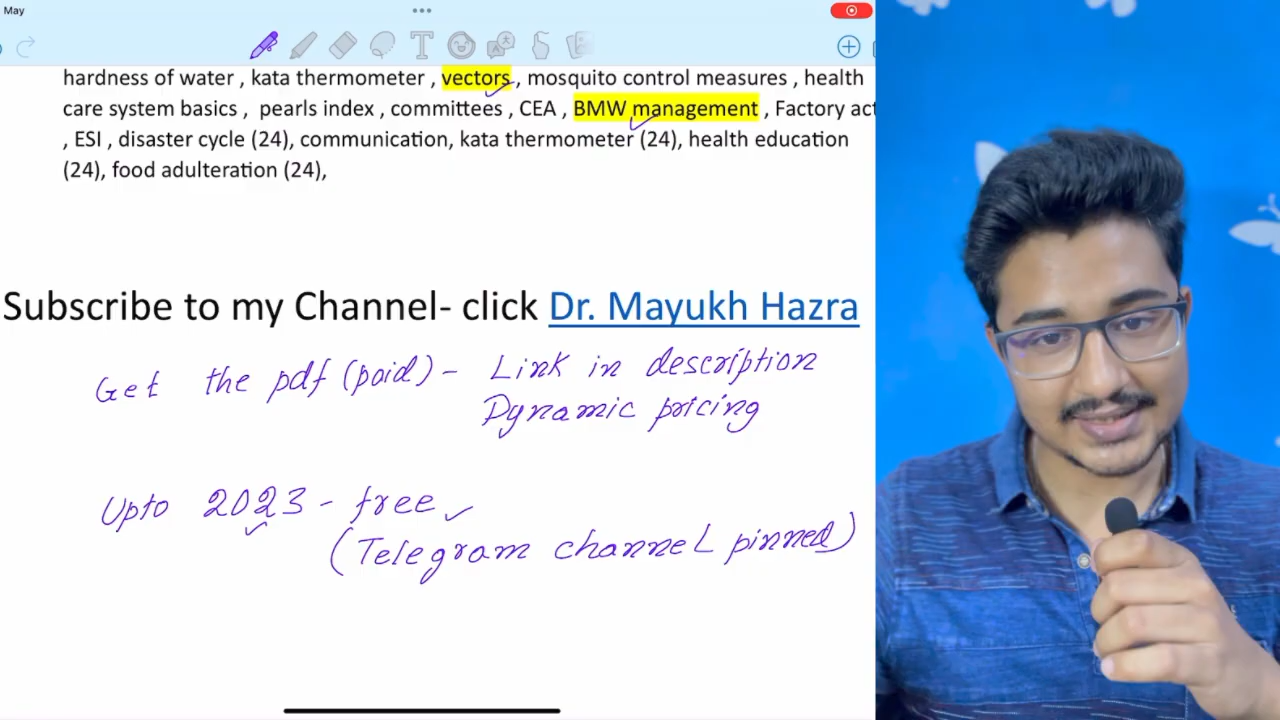 May
hardness of water , kata thermometer , vectors , mosquito control measures , health
care system basics , pearls index , committees , CEA , BMW management , Factory act
, ESI , disaster cycle (24), communication, kata thermometer (24), health education
(24), food adulteration (24),
Subscribe to my Channel- click Dr. Mayukh Hazra
Get the pdf (paid) - Link in description
Dynamic pricing
Upto 2023 - free
(Telegram channel pinned)